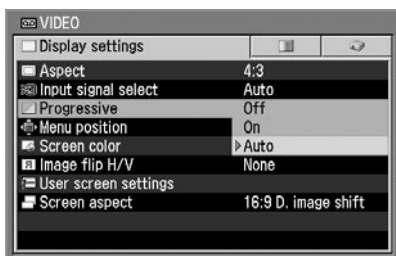 VIDEO
Display settings
Aspect 4:3
Input signal select Auto
Progressive Off
Menu position On
Screen color Auto
Image flip H/V None
User screen settings
Screen aspect 16:9 D. image shift